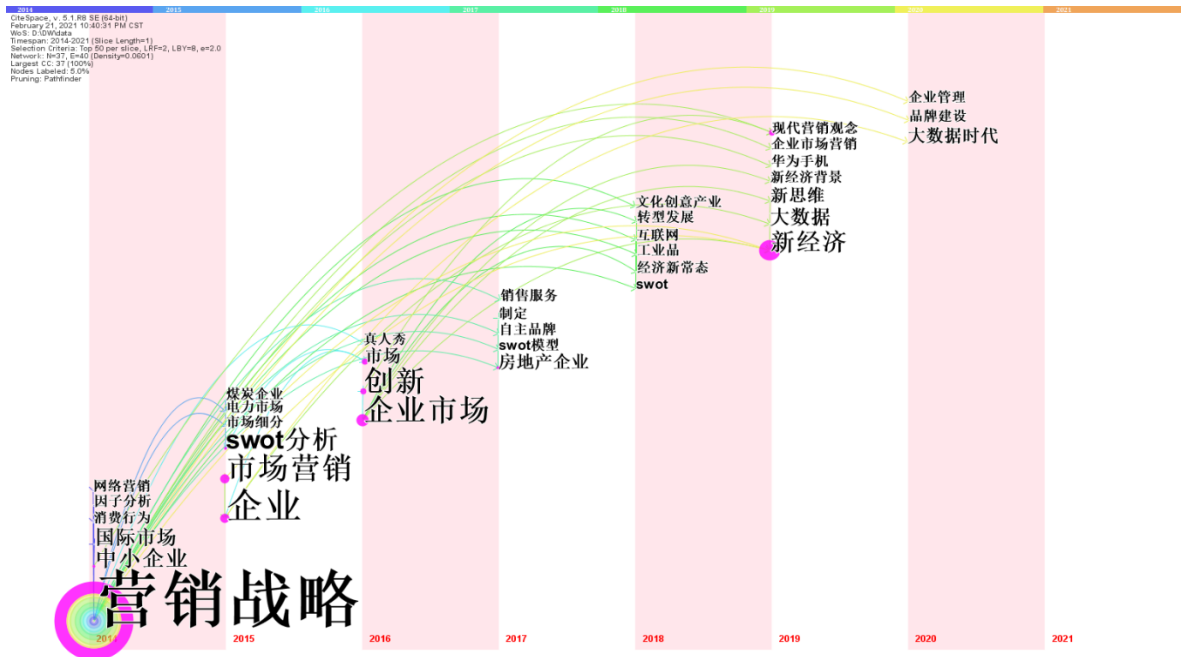 2014 2015 2016 2017 2018 2019 2020 2021
CiteSpace, v. 5.1.R8 SE (64-bit)
February 21, 2021 10:40:31 PM CST
WoS: D:\DW\data
Timespan: 2014-2021 (Slice Length=1)
Selection Criteria: Top 50 per slice, LRF=2, LBY=8, e=2.0
Network: N=37, E=40 (Density=0.0601)
Largest CC: 37 (100%)
Nodes Labeled: 5.0%
Pruning: Pathfinder
企业管理
品牌建设
大数据时代
现代营销观念
企业市场营销
华为手机
新经济背景
新思维
大数据
新经济
文化创意产业
转型发展
互联网
工业品
经济新常态
swot
销售服务
制定
自主品牌
swot模型
房地产企业
真人秀
市场
创新
企业市场
煤炭企业
电力市场
市场细分
swot分析
市场营销
企业
网络营销
因子分析
消费行为
国际市场
中小企业
营销战略
2014 2015 2016 2017 2018 2019 2020 2021